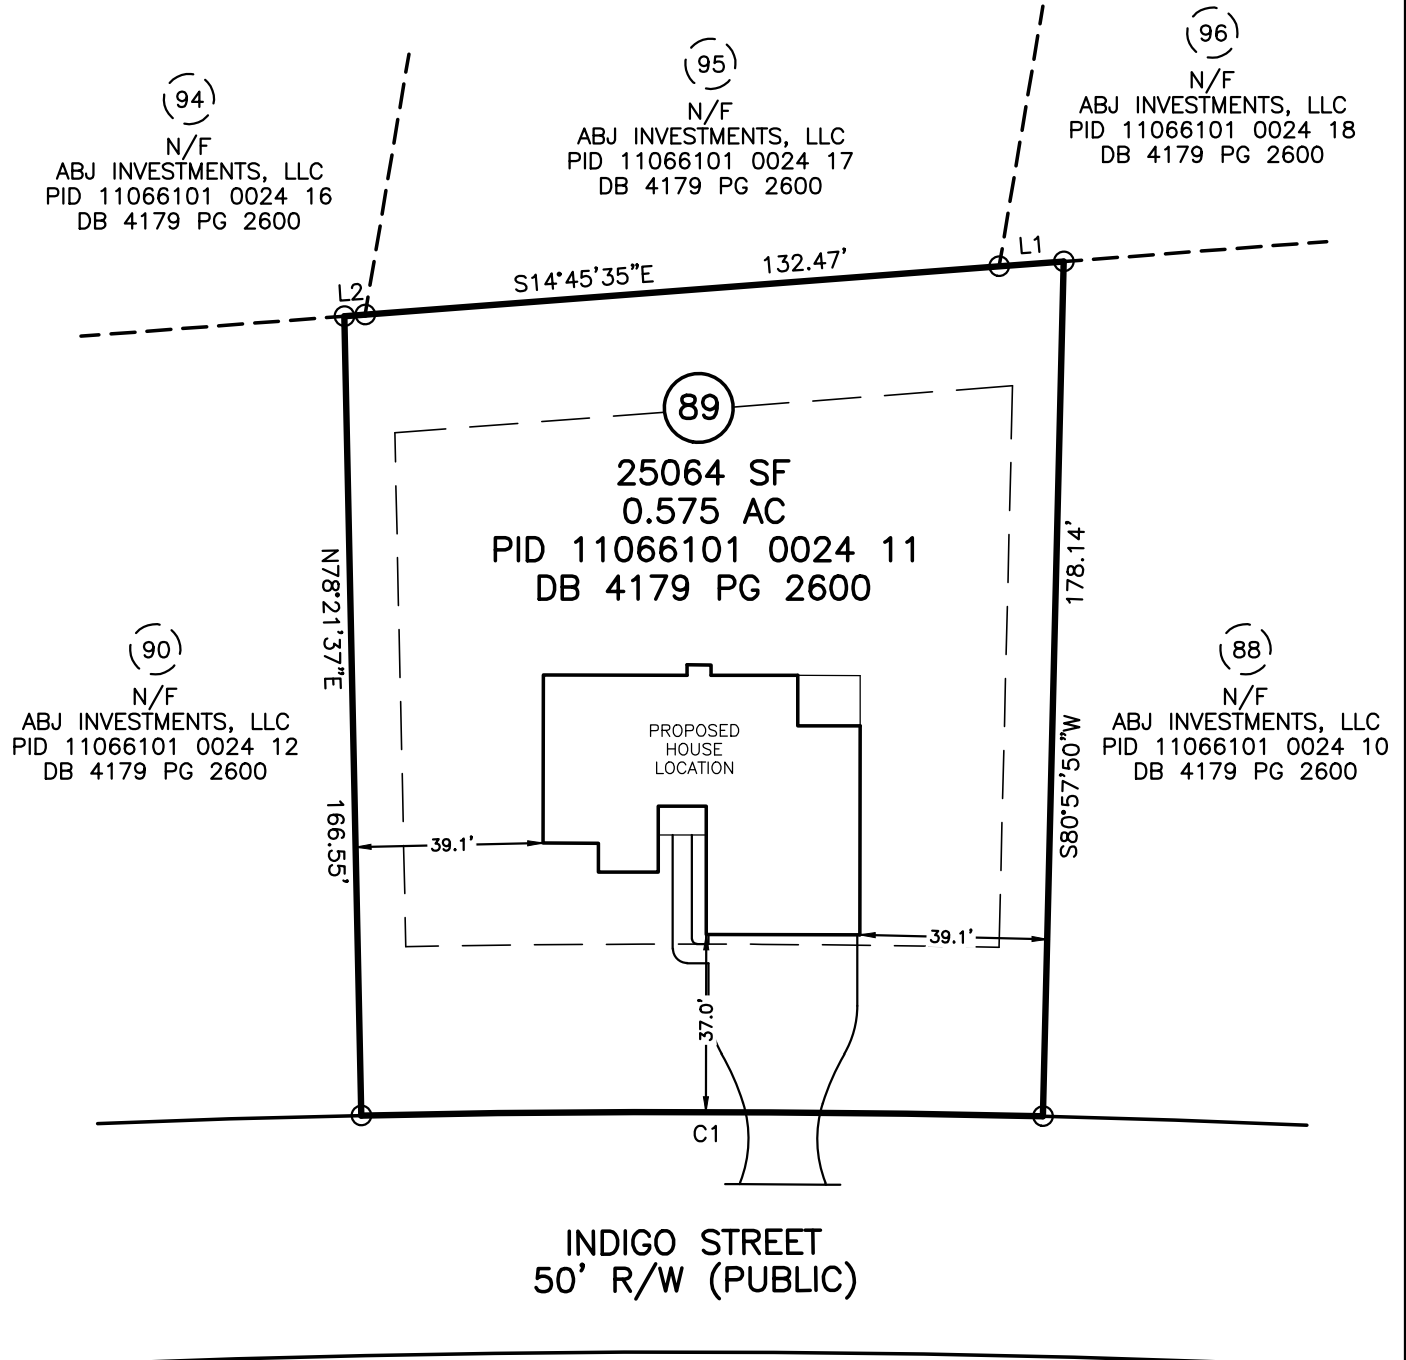 96
N/F
ABJ INVESTMENTS, LLC
PID 11066101 0024 18
DB 4179 PG 2600
95
N/F
ABJ INVESTMENTS, LLC
PID 11066101 0024 17
DB 4179 PG 2600
94
N/F
ABJ INVESTMENTS, LLC
PID 11066101 0024 16
DB 4179 PG 2600
L2
S14°45'35"E
132.47'
L1
89
25064 SF
0.575 AC
PID 11066101 0024 11
DB 4179 PG 2600
N78°21'37"E
166.55'
178.14'
S80°57'50"W
90
N/F
ABJ INVESTMENTS, LLC
PID 11066101 0024 12
DB 4179 PG 2600
88
N/F
ABJ INVESTMENTS, LLC
PID 11066101 0024 10
DB 4179 PG 2600
PROPOSED
HOUSE
LOCATION
39.1'
39.1'
37.0'
C1
INDIGO STREET
50' R/W (PUBLIC)